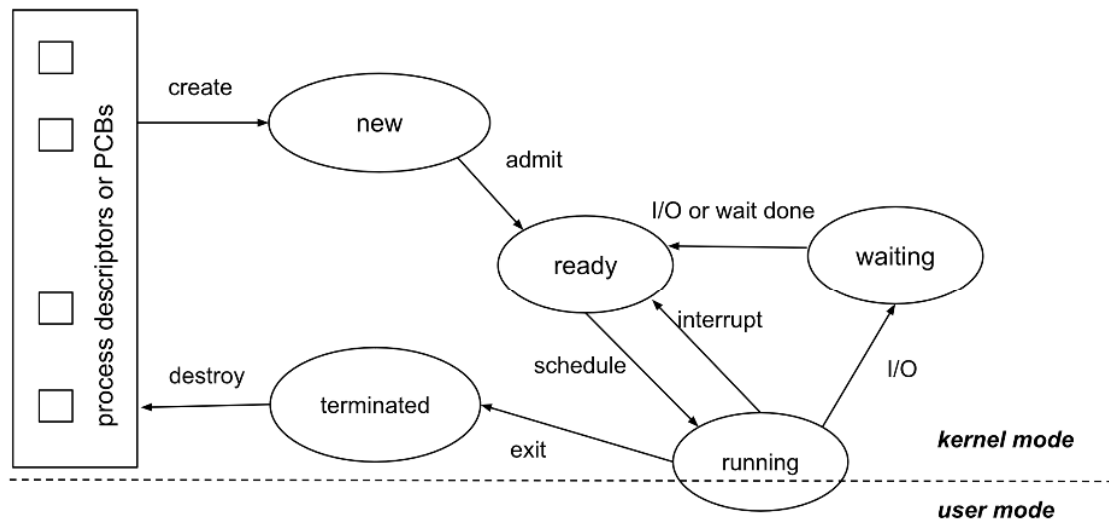 create
new
process descriptors or PCBs
admit
I/O or wait done
ready
waiting
interrupt
schedule
I/O
destroy
terminated
exit
running
kernel mode
user mode